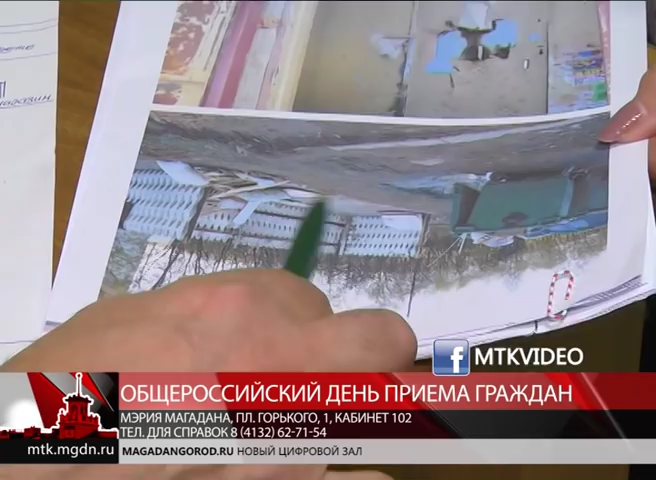 MTKVIDEO
ОБЩЕРОССИЙСКИЙ ДЕНЬ ПРИЕМА ГРАЖДАН
МЭРИЯ МАГАДАНА, ПЛ. ГОРЬКОГО, 1, КАБИНЕТ 102
ТЕЛ. ДЛЯ СПРАВОК 8 (4132) 62-71-54
mtk.mgdn.ru
MAGADANGOROD.RU НОВЫЙ ЦИФРОВОЙ ЗАЛ